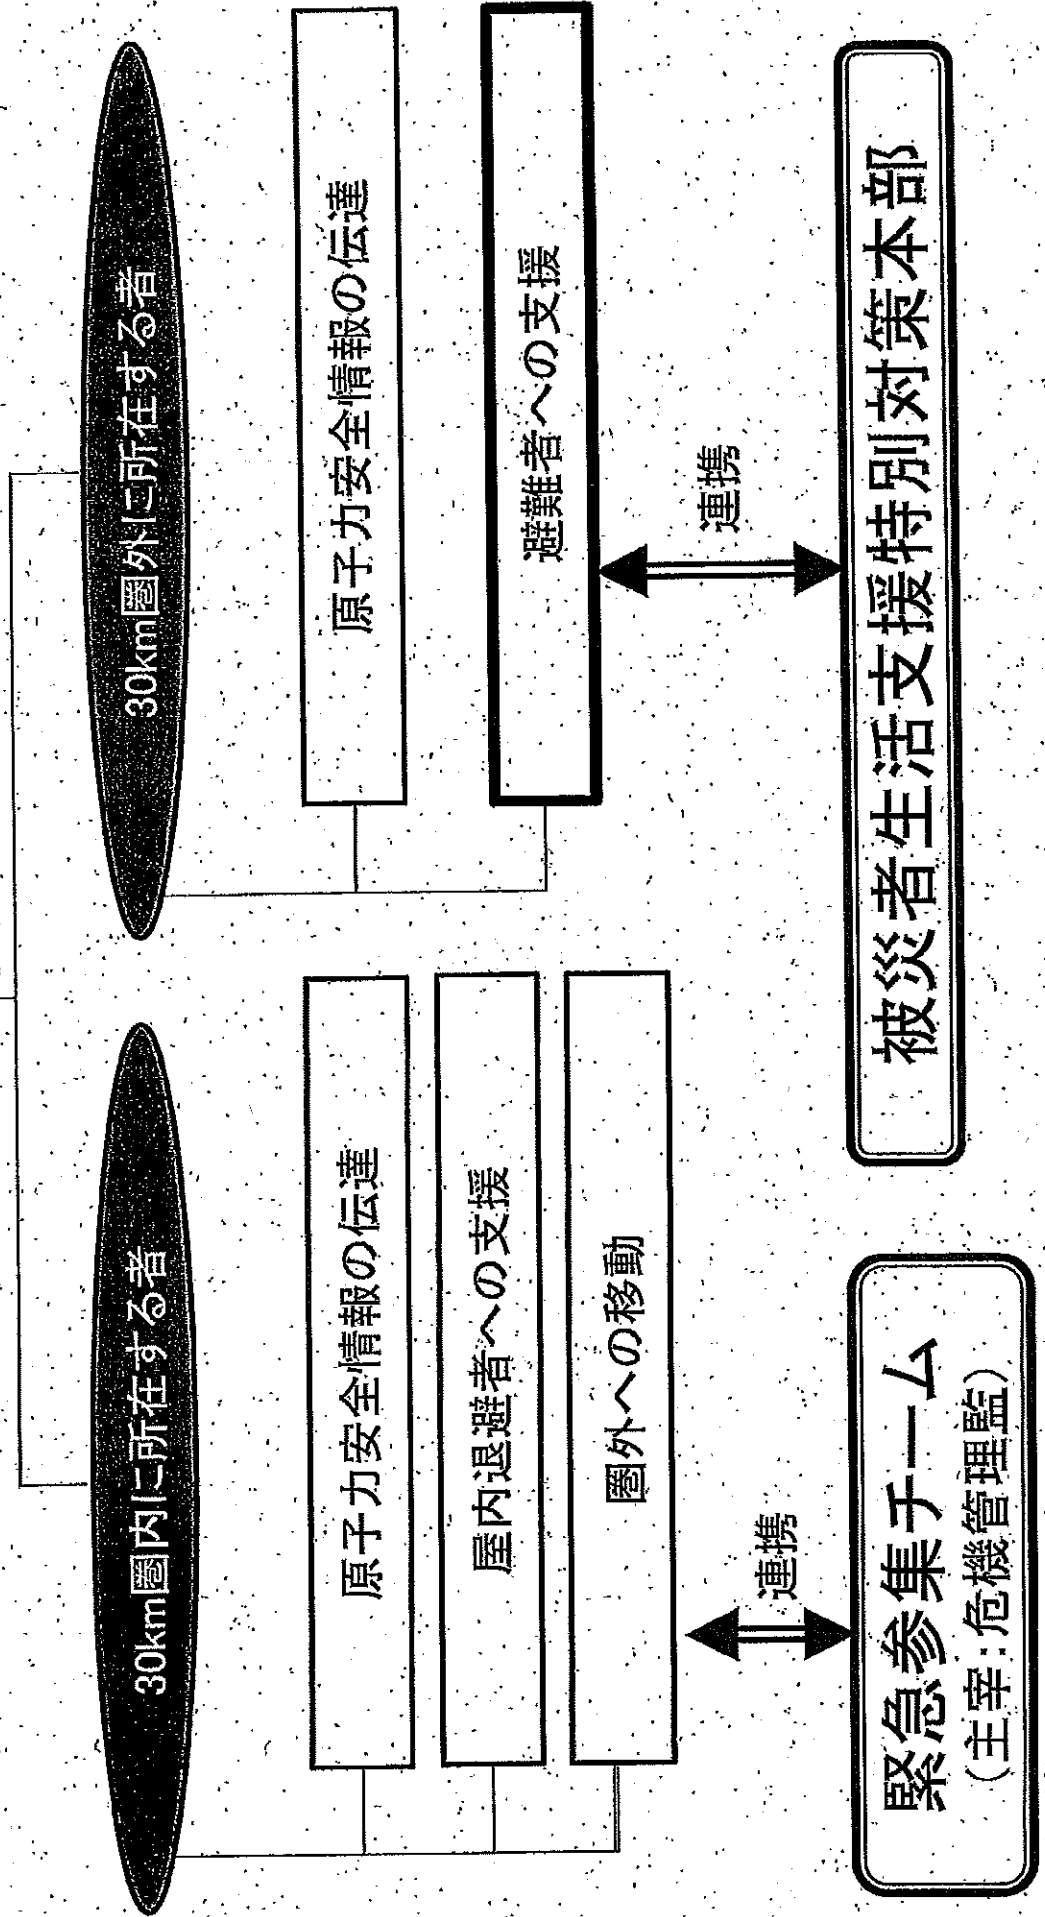 30km圏内に所在する者
原子力安全情報の伝達
屋内退避者への支援
圏外への移動
連携
緊急参集チーム
（主宰：危機管理監）
30km圏外に所在する者
原子力安全情報の伝達
避難者への支援
連携
被災者生活支援特別対策本部